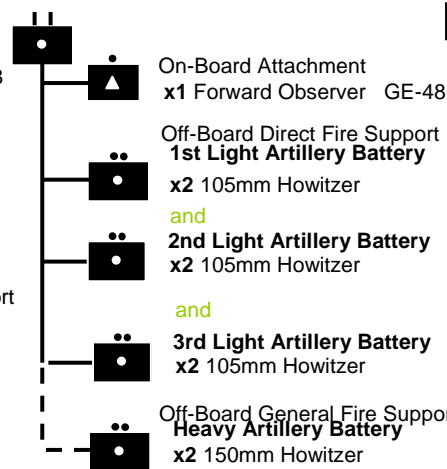 On-Board Attachment
x1 Forward Observer GE-48
Off-Board Direct Fire Support
1st Light Artillery Battery
x2 105mm Howitzer
and
2nd Light Artillery Battery
x2 105mm Howitzer
and
3rd Light Artillery Battery
x2 105mm Howitzer
Off-Board General Fire Suppor
Heavy Artillery Battery
x2 150mm Howitzer